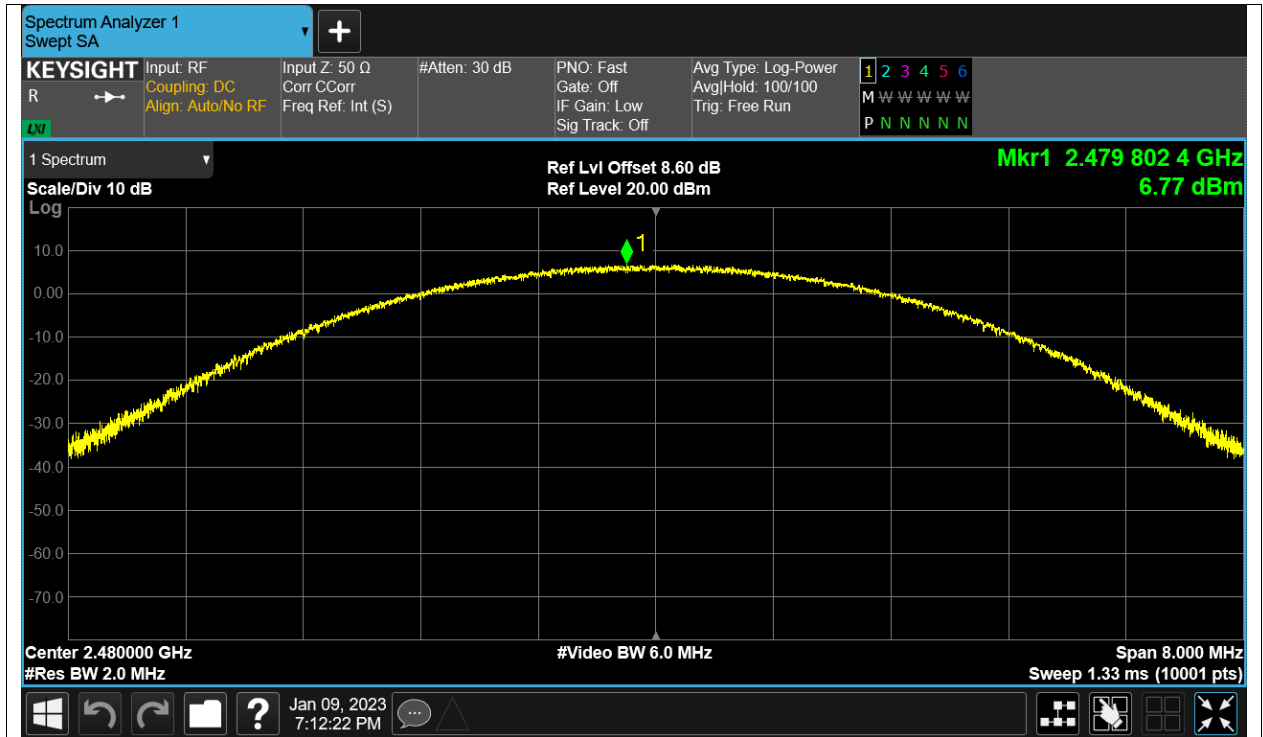 Spectrum Analyzer 1
Swept SA
KEYSIGHT
R
LXI
Input: RF
Coupling: DC
Align: Auto/No RF
Input Z: 50 Ω
Corr CCorr
Freq Ref: Int (S)
#Atten: 30 dB
PNO: Fast
Gate: Off
IF Gain: Low
Sig Track: Off
Avg Type: Log-Power
Avg|Hold: 100/100
Trig: Free Run
1 2 3 4 5 6
M W W W W W
P N N N N N
1 Spectrum
Scale/Div 10 dB
Log
Ref Lvl Offset 8.60 dB
Ref Level 20.00 dBm
Mkr1 2.479 802 4 GHz
6.77 dBm
1
10.0
0.00
-10.0
-20.0
-30.0
-40.0
-50.0
-60.0
-70.0
Center 2.480000 GHz
#Res BW 2.0 MHz
#Video BW 6.0 MHz
Span 8.000 MHz
Sweep 1.33 ms (10001 pts)
?
Jan 09, 2023
7:12:22 PM